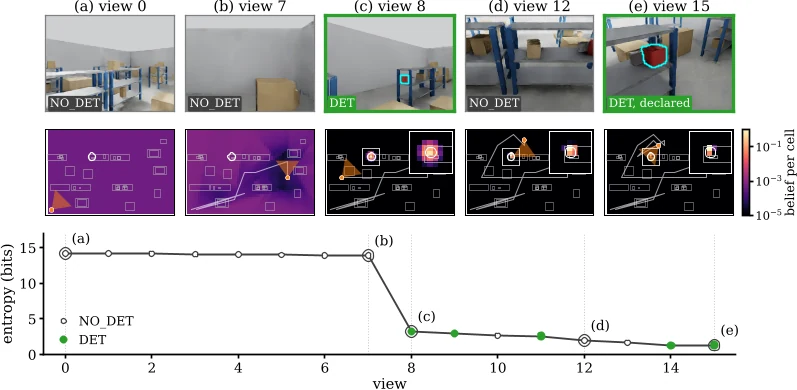 (a) view 0 (b) view 7 (c) view 8 (d) view 12 (e) view 15
NO_DET NO_DET DET NO_DET DET, declared
10⁻¹
10⁻³
10⁻⁵
belief per cell
(a) (b) (c) (d) (e)
15
10
5
0
entropy (bits)
NO_DET
DET
0 2 4 6 8 10 12 14
view